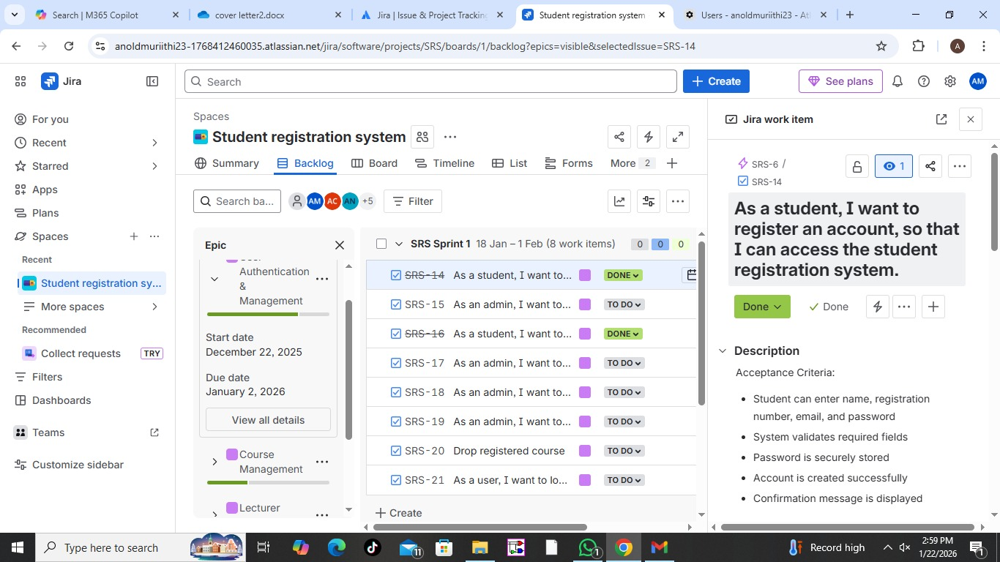 Search | M365 Copilot
cover letter2.docx
Jira | Issue & Project Tracking
Student registration system
Users - anoldmuriithi23 - Atl
anoldmuriithi23-1768412460035.atlassian.net/jira/software/projects/SRS/boards/1/backlog?epics=visible&selectedIssue=SRS-14
A
Jira
Search
Create
See plans
AM
For you
Recent
Starred
Apps
Plans
Spaces
Recent
Student registration sy...
More spaces
Recommended
Collect requests
TRY
Filters
Dashboards
Teams
Customize sidebar
Spaces
Student registration system
Summary
Backlog
Board
Timeline
List
Forms
More 2
Search ba...
AM
AC
AN
+5
Filter
Epic
User
Authentication
&
Management
Start date
December 22, 2025
Due date
January 2, 2026
View all details
Course
Management
Lecturer
SRS Sprint 1 18 Jan – 1 Feb (8 work items) 0 0 0
SRS-14 As a student, I want to... DONE
SRS-15 As an admin, I want to... TO DO
SRS-16 As a student, I want to... DONE
SRS-17 As an admin, I want to... TO DO
SRS-18 As an admin, I want to... TO DO
SRS-19 As an admin, I want to... TO DO
SRS-20 Drop registered course TO DO
SRS-21 As a user, I want to lo... TO DO
Create
Jira work item
SRS-6 /
1
SRS-14
As a student, I want to
register an account, so that
I can access the student
registration system.
Done
Done
Description
Acceptance Criteria:
Student can enter name, registration
number, email, and password
System validates required fields
Password is securely stored
Account is created successfully
Confirmation message is displayed
Type here to search
11
1
Record high
2:59 PM
1/22/2026
1